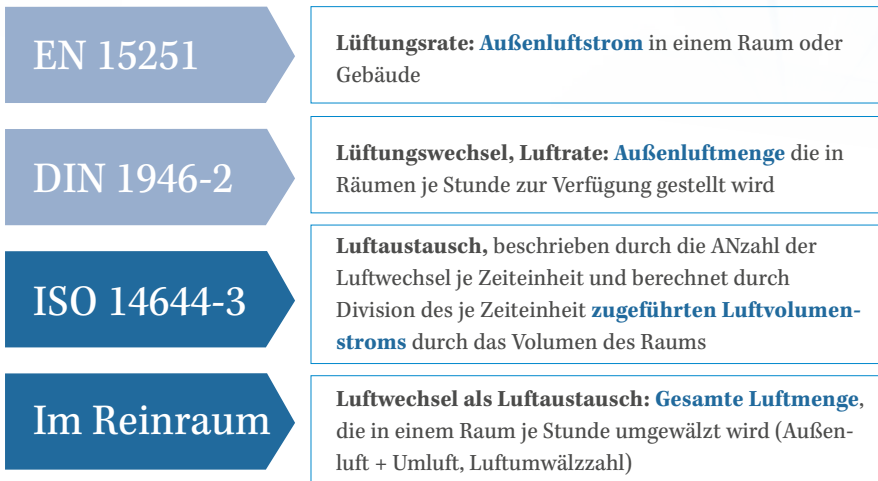 EN 15251
Lüftungsrate: Außenluftstrom in einem Raum oder
Gebäude
DIN 1946-2
Lüftungswechsel, Luftrate: Außenluftmenge die in
Räumen je Stunde zur Verfügung gestellt wird
ISO 14644-3
Luftaustausch, beschrieben durch die ANzahl der
Luftwechsel je Zeiteinheit und berechnet durch
Division des je Zeiteinheit zugeführten Luftvolumen-
stroms durch das Volumen des Raums
Im Reinraum
Luftwechsel als Luftaustausch: Gesamte Luftmenge,
die in einem Raum je Stunde umgewälzt wird (Außen-
luft + Umluft, Luftumwälzzahl)